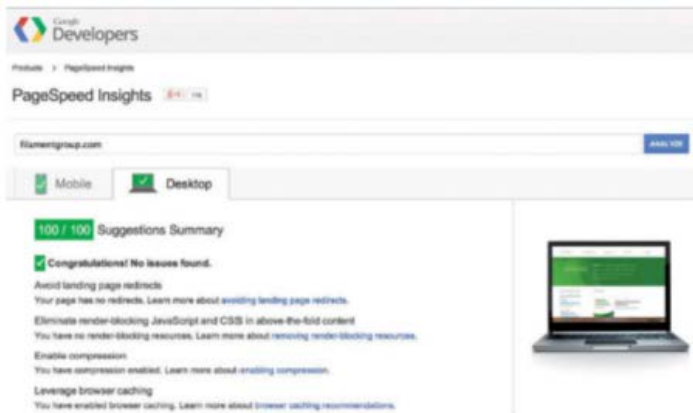 Google
Developers
Products > PageSpeed Insights
PageSpeed Insights
filamentgroup.com
ANALYZE
Mobile
Desktop
100 / 100 Suggestions Summary
Congratulations! No issues found.
Avoid landing page redirects
Your page has no redirects. Learn more about avoiding landing page redirects.
Eliminate render-blocking JavaScript and CSS in above-the-fold content
You have no render-blocking resources. Learn more about removing render-blocking resources.
Enable compression
You have compression enabled. Learn more about enabling compression.
Leverage browser caching
You have enabled browser caching. Learn more about browser caching recommendations.